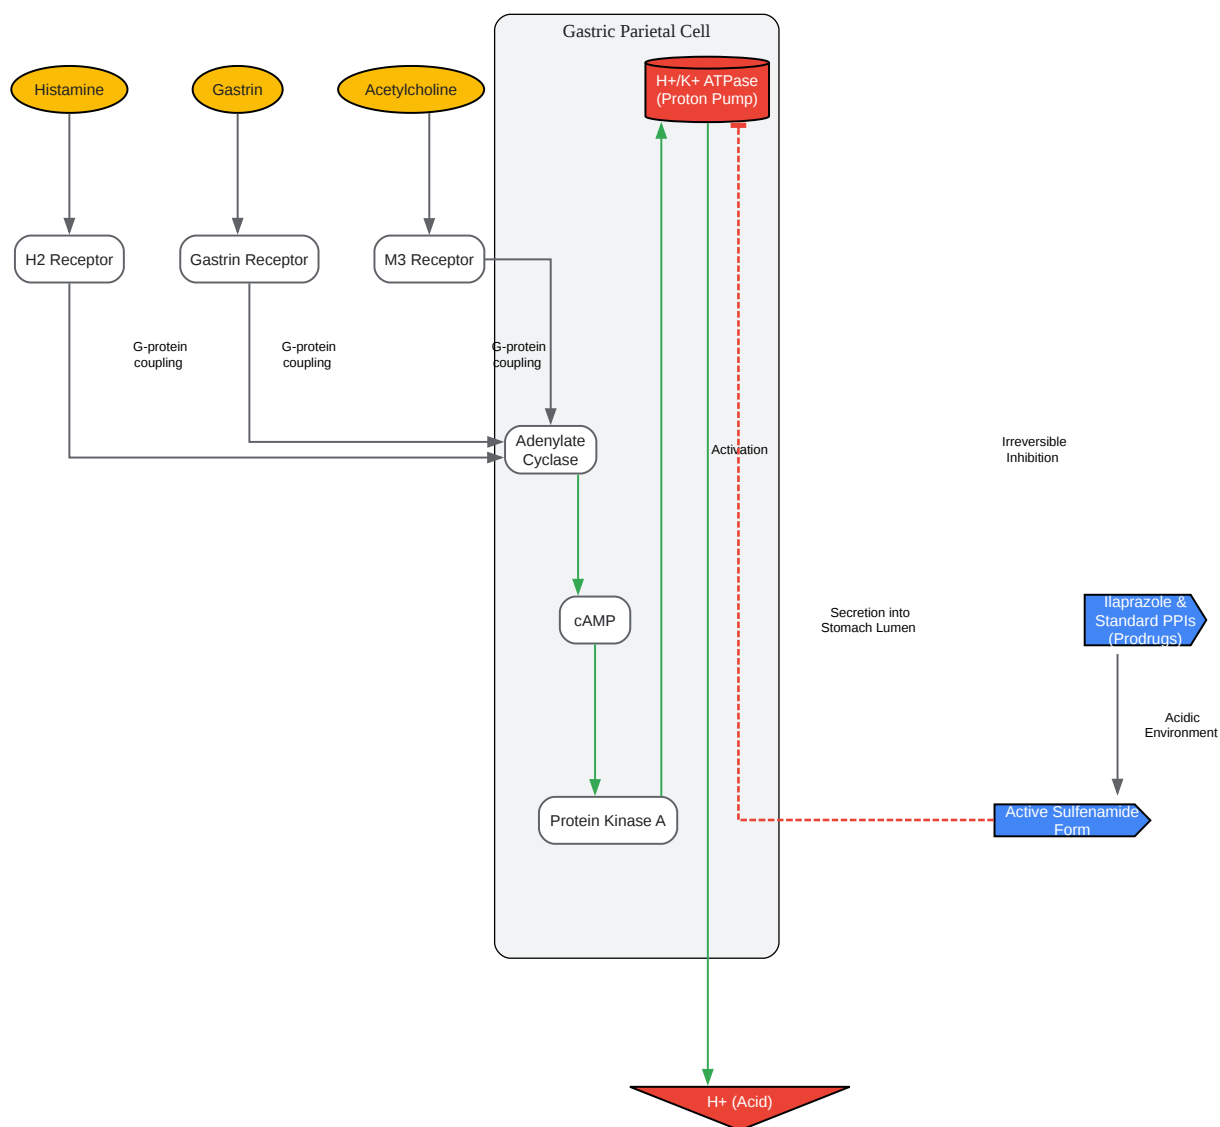 Gastric Parietal Cell
H+/K+ ATPase
(Proton Pump)
Histamine
Gastrin
Acetylcholine
H2 Receptor
Gastrin Receptor
M3 Receptor
G-protein
coupling
G-protein
coupling
G-protein
coupling
Adenylate
Cyclase
Activation
Irreversible
Inhibition
cAMP
Secretion into
Stomach Lumen
Ilaprazole &
Standard PPIs
(Prodrugs)
Acidic
Environment
Protein Kinase A
Active Sulfenamide
Form
H+ (Acid)